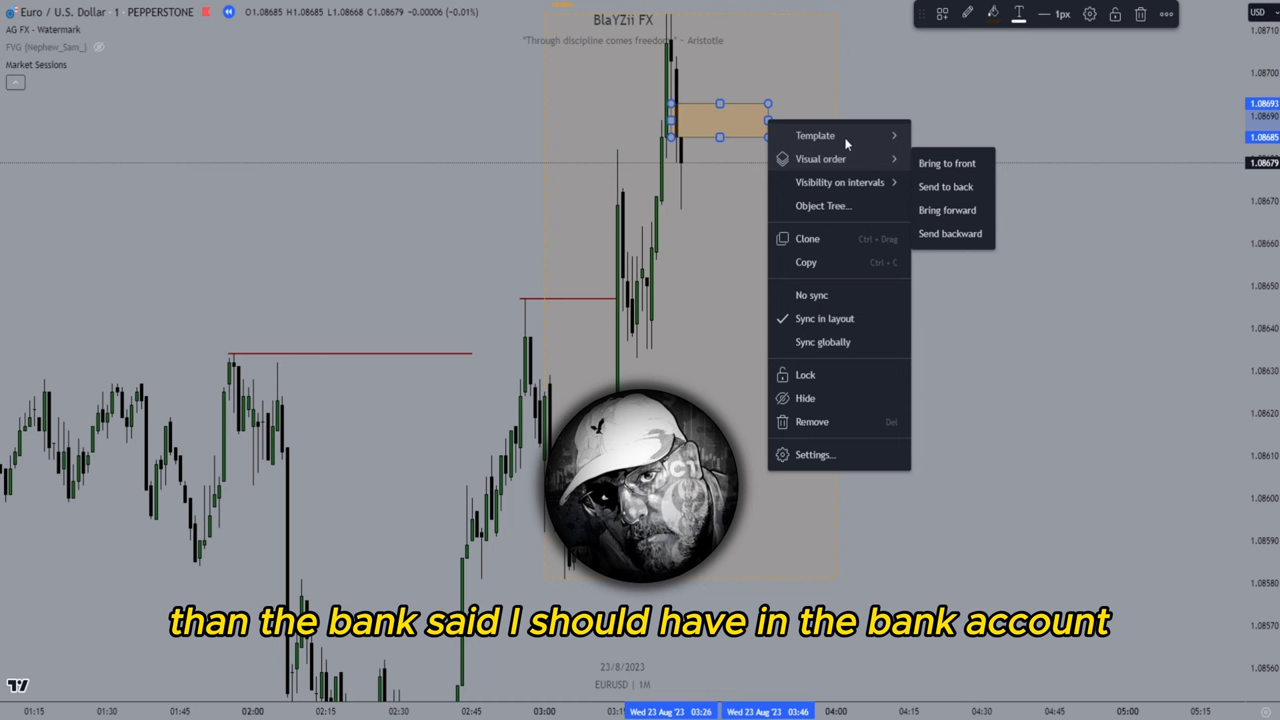 Euro / U.S. Dollar · 1 · PEPPERSTONE
O1.08685 H1.08685 L1.08668 C1.08679 -0.00006 (-0.01%)
AG FX - Watermark
FVG (Nephew_Sam_)
Market Sessions
BlaYZii FX
"Through discipline comes freedom" ~ Aristotle
1px
USD
1.08710
1.08700
1.08693
1.08690
1.08685
1.08679
1.08670
1.08660
1.08650
1.08640
1.08630
1.08620
1.08610
1.08600
1.08590
1.08580
1.08570
1.08560
Template
Visual order
Visibility on intervals
Object Tree...
Clone Ctrl + Drag
Copy Ctrl + C
No sync
Sync in layout
Sync globally
Lock
Hide
Remove Del
Settings...
Bring to front
Send to back
Bring forward
Send backward
CT
than the bank said I should have in the bank account
23/8/2023
EURUSD | 1M
01:15 01:30 01:45 02:00 02:15 02:30 02:45 03:00 03:15 Wed 23 Aug '23 03:26 Wed 23 Aug '23 03:46 04:00 04:15 04:30 04:45 05:00 05:15